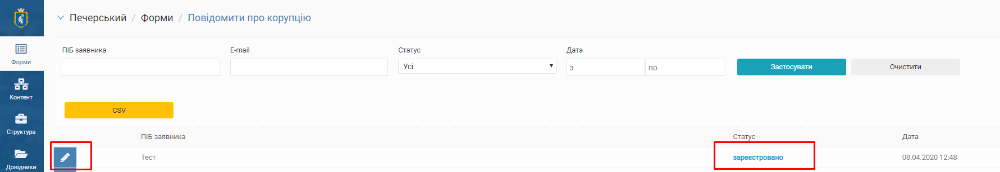 Печерський / Форми / Повідомити про корупцію
Форми
Контент
Структура
Довідники
ПІБ заявника E-mail Статус Дата
Усі з по Застосувати Очистити
CSV
ПІБ заявника Статус Дата
Тест зареєстровано 08.04.2020 12:48